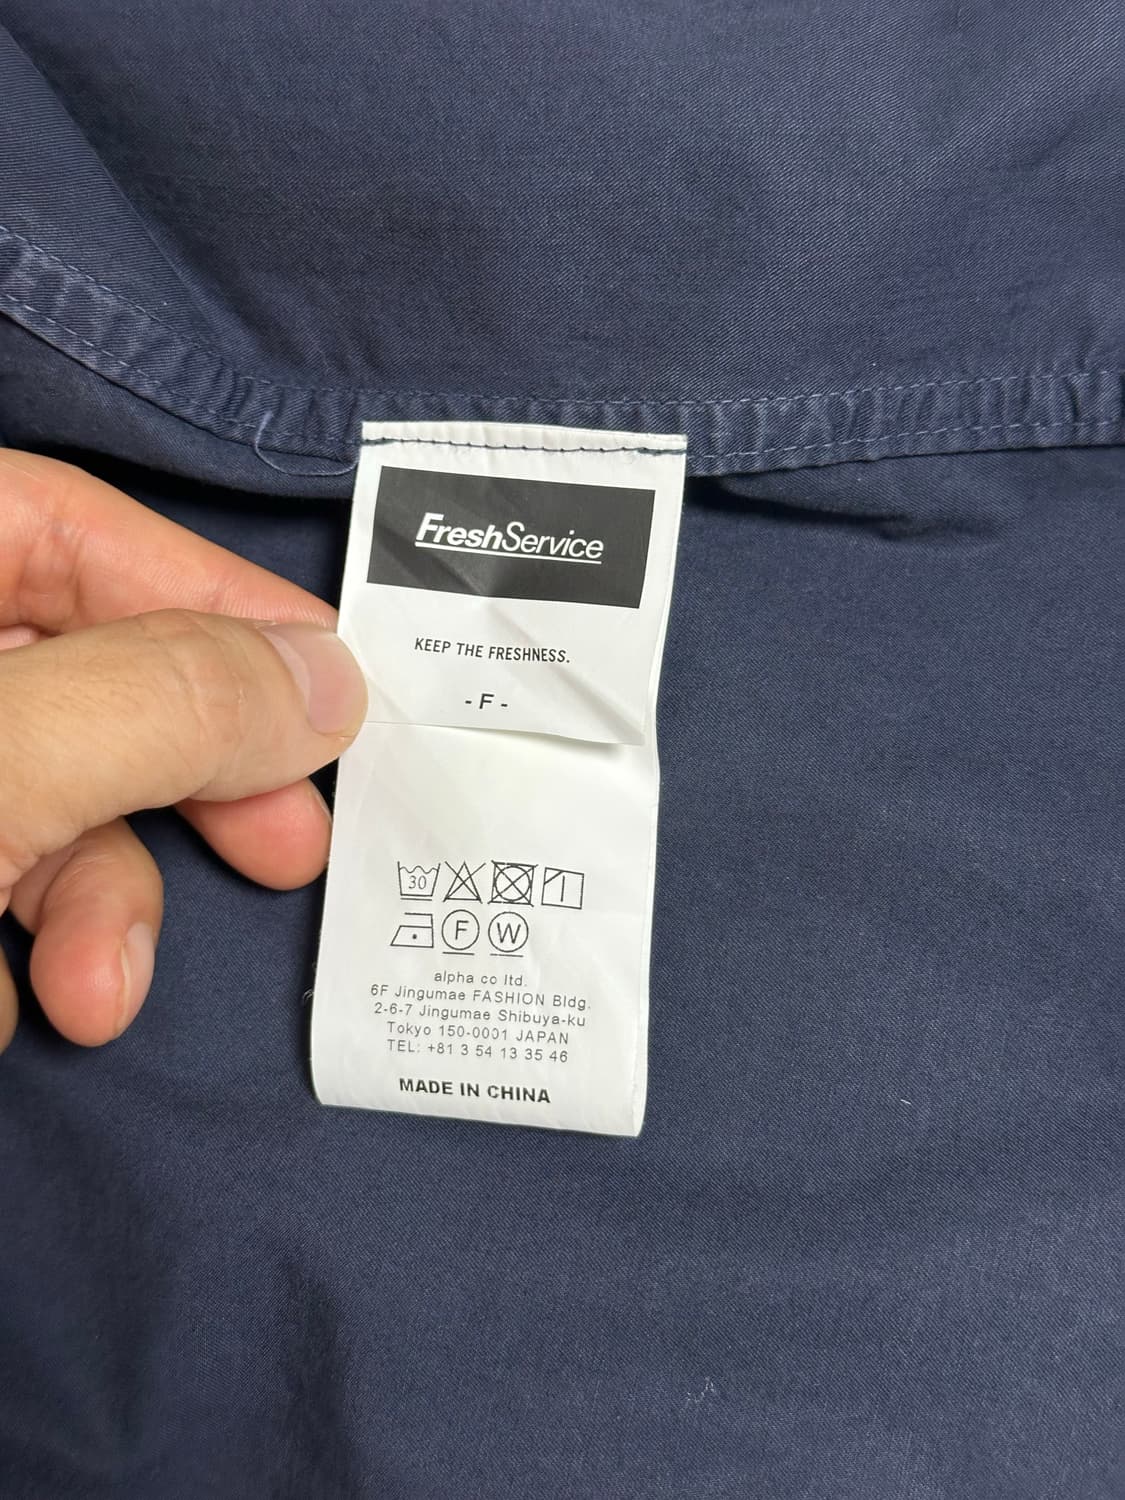 FreshService
KEEP THE FRESHNESS.
- F -
30
F W
alpha co ltd.
6F Jingumae FASHION Bldg.
2-6-7 Jingumae Shibuya-ku
Tokyo 150-0001 JAPAN
TEL: +81 3 54 13 35 46
MADE IN CHINA